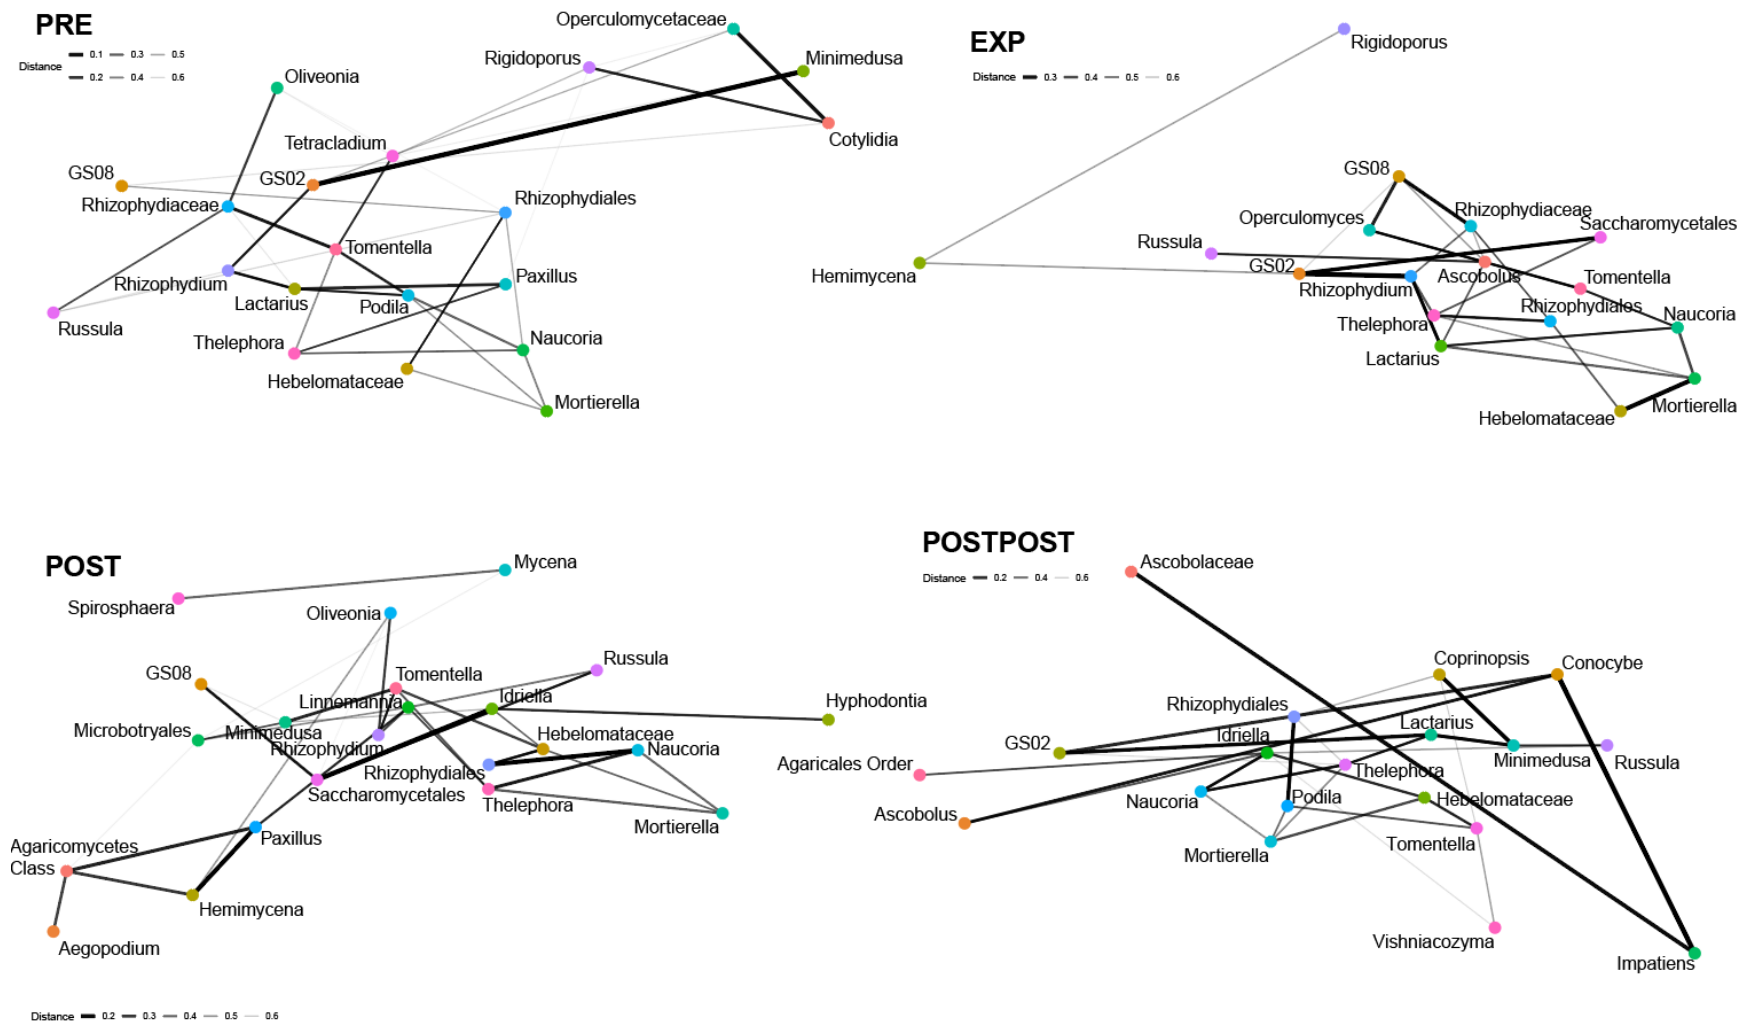 PRE
Distance
0.1 0.3 0.5
0.2 0.4 0.6
Operculomycetaceae
Rigidoporus
Minimedusa
Oliveonia
Cotylidia
Tetracladium
GS08
GS02
Rhizophydiaceae
Rhizophydiales
Tomentella
Rhizophydium
Paxillus
Lactarius
Podila
Russula
Thelephora
Naucoria
Hebelomataceae
Mortierella
EXP
Distance 0.3 0.4 0.5 0.6
Rigidoporus
GS08
Rhizophydiaceae
Operculomyces
Saccharomycetales
Russula
GS02
Hemimycena
Ascobolus
Tomentella
Rhizophydium
Rhizophydiales
Naucoria
Thelephora
Lactarius
Mortierella
Hebelomataceae
POST
Mycena
Spirosphaera
Oliveonia
Russula
GS08
Tomentella
Linnemannia
Idriella
Hyphodontia
Microbotryales
Minimedusa
Hebelomataceae
Rhizophydium
Naucoria
Rhizophydiales
Saccharomycetales
Thelephora
Mortierella
Paxillus
Agaricomycetes
Class
Hemimycena
Aegopodium
Distance 0.2 0.3 0.4 0.5 0.6
POSTPOST
Distance 0.2 0.4 0.6
Ascobolaceae
Coprinopsis
Conocybe
Rhizophydiales
Lactarius
Idriella
GS02
Minimedusa
Russula
Agaricales Order
Thelephora
Naucoria
Podila
Hebelomataceae
Ascobolus
Tomentella
Mortierella
Vishniacozyma
Impatiens